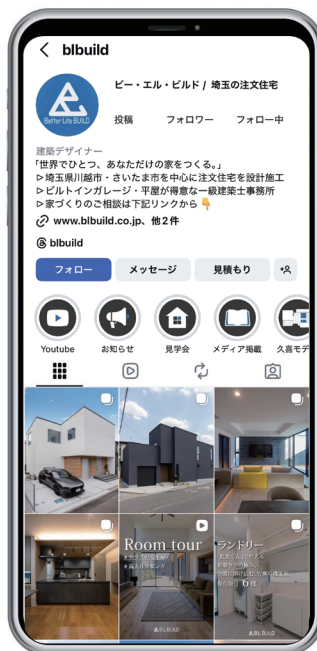 blbuild
Better Life BUILD
ビー・エル・ビルド / 埼玉の注文住宅
投稿 フォロワー フォロー中
建築デザイナー
「世界でひとつ、あなただけの家をつくる。」
▷埼玉県川越市・さいたま市を中心に注文住宅を設計施工
▷ビルトインガレージ・平屋が得意な一級建築士事務所
▷家づくりのご相談は下記リンクから👇
www.blbuild.co.jp、他2件
blbuild
フォロー メッセージ 見積もり
Youtube お知らせ 見学会 メディア掲載 久喜モデ
Room tour
ランドリー
BL BUILD
BL BUILD